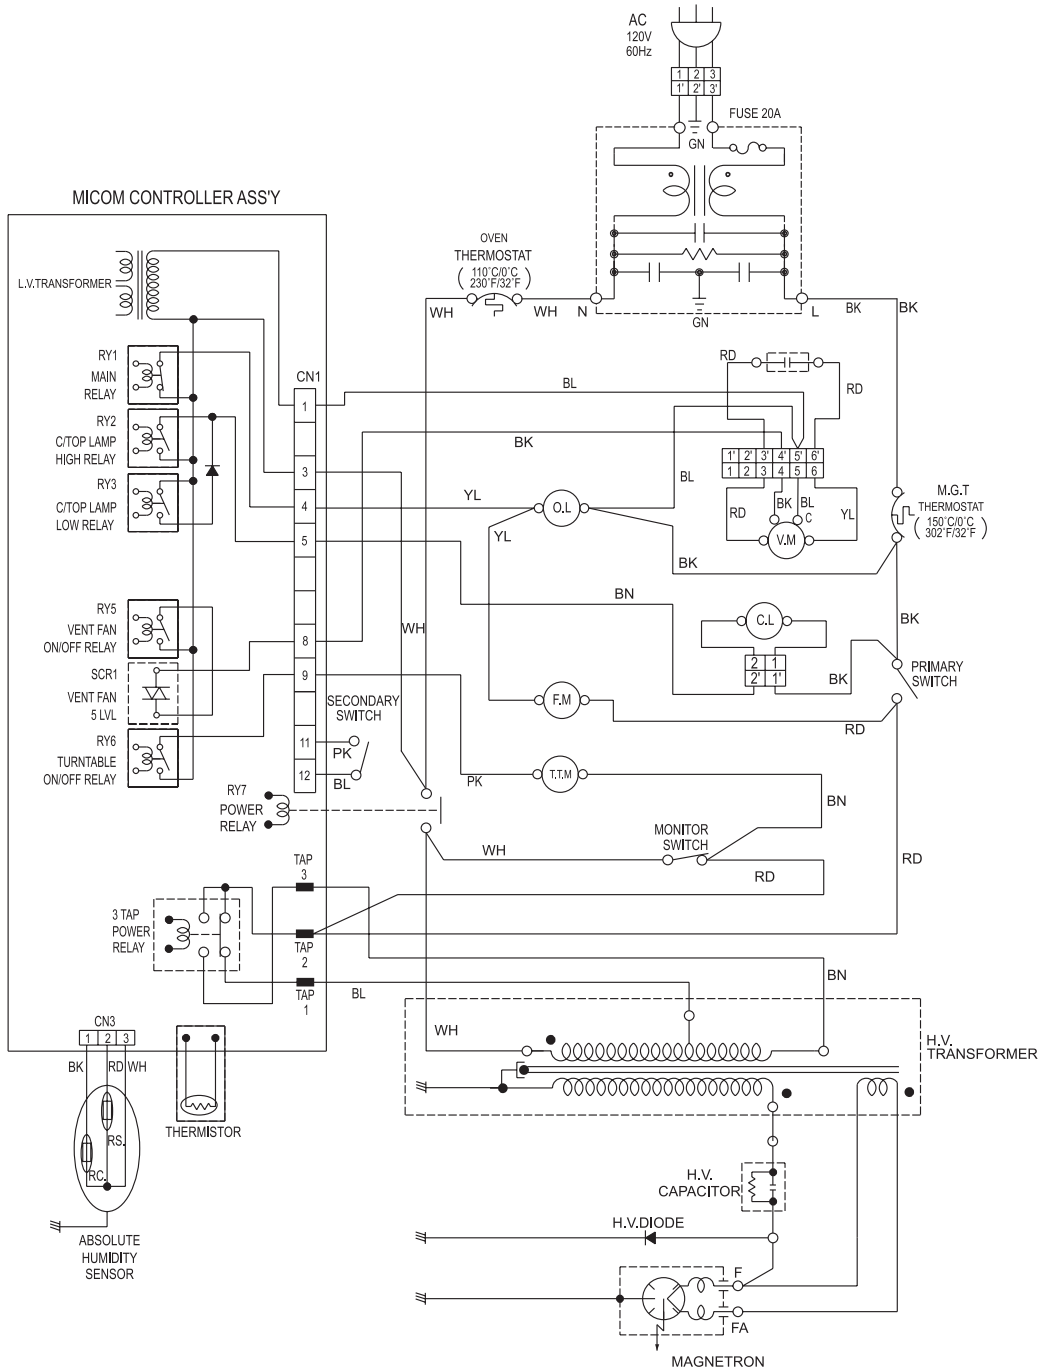 AC
120V
60Hz
1 2 3
1' 2' 3'
FUSE 20A
GN
MICOM CONTROLLER ASS'Y
OVEN
THERMOSTAT
( 110°C/0°C )
230°F/32°F
L.V.TRANSFORMER
WH
WH
N
L
BK
BK
GN
RY1
MAIN
RELAY
CN1
RD
RD
1
BL
RY2
C/TOP LAMP
HIGH RELAY
BK
1' 2' 3' 4' 5' 6'
1 2 3 4 5 6
3
BL
RY3
C/TOP LAMP
LOW RELAY
4
YL
O.L
YL
RD
BK
BL
C
YL
V.M
M.G.T
THERMOSTAT
( 150°C/0°C )
302°F/32°F
5
BK
BN
RY5
VENT FAN
ON/OFF RELAY
8
WH
C.L
BK
2 1
2' 1'
BK
SCR1
VENT FAN
5 LVL
9
PRIMARY
SWITCH
SECONDARY
SWITCH
F.M
RD
RY6
TURNTABLE
ON/OFF RELAY
11
PK
12
BL
PK
T.T.M
BN
RY7
POWER
RELAY
MONITOR
SWITCH
WH
RD
RD
TAP
3
3 TAP
POWER
RELAY
TAP
2
BN
TAP
1
BL
CN3
1 2 3
BK RD WH
WH
H.V.
TRANSFORMER
RS.
RC.
THERMISTOR
H.V.
CAPACITOR
ABSOLUTE
HUMIDITY
SENSOR
H.V.DIODE
F
FA
MAGNETRON